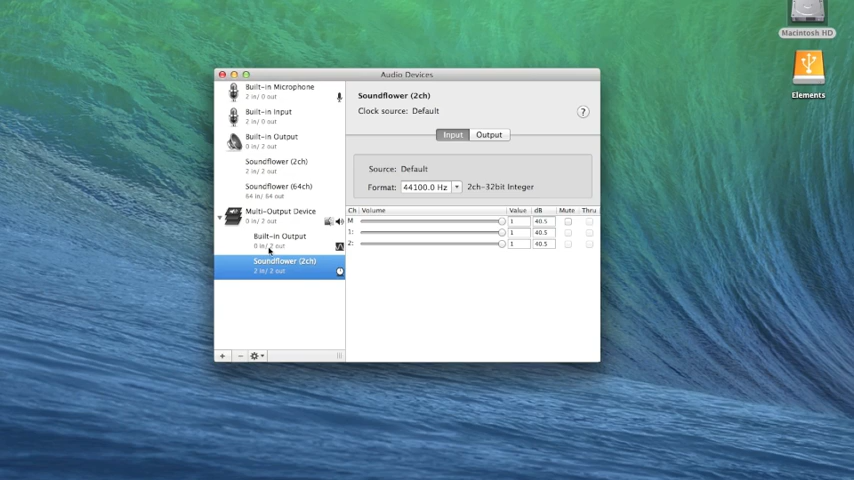 Macintosh HD
Elements
Audio Devices
Built-in Microphone
2 in/ 0 out
Built-in Input
2 in/ 0 out
Built-in Output
0 in/ 2 out
Soundflower (2ch)
2 in/ 2 out
Soundflower (64ch)
64 in/ 64 out
Multi-Output Device
0 in/ 2 out
Built-in Output
0 in/ 2 out
Soundflower (2ch)
2 in/ 2 out
Soundflower (2ch)
Clock source: Default
?
Input Output
Source: Default
Format: 44100.0 Hz 2ch-32bit Integer
Ch Volume Value dB Mute Thru
M 1 40.5
1: 1 40.5
2: 1 40.5